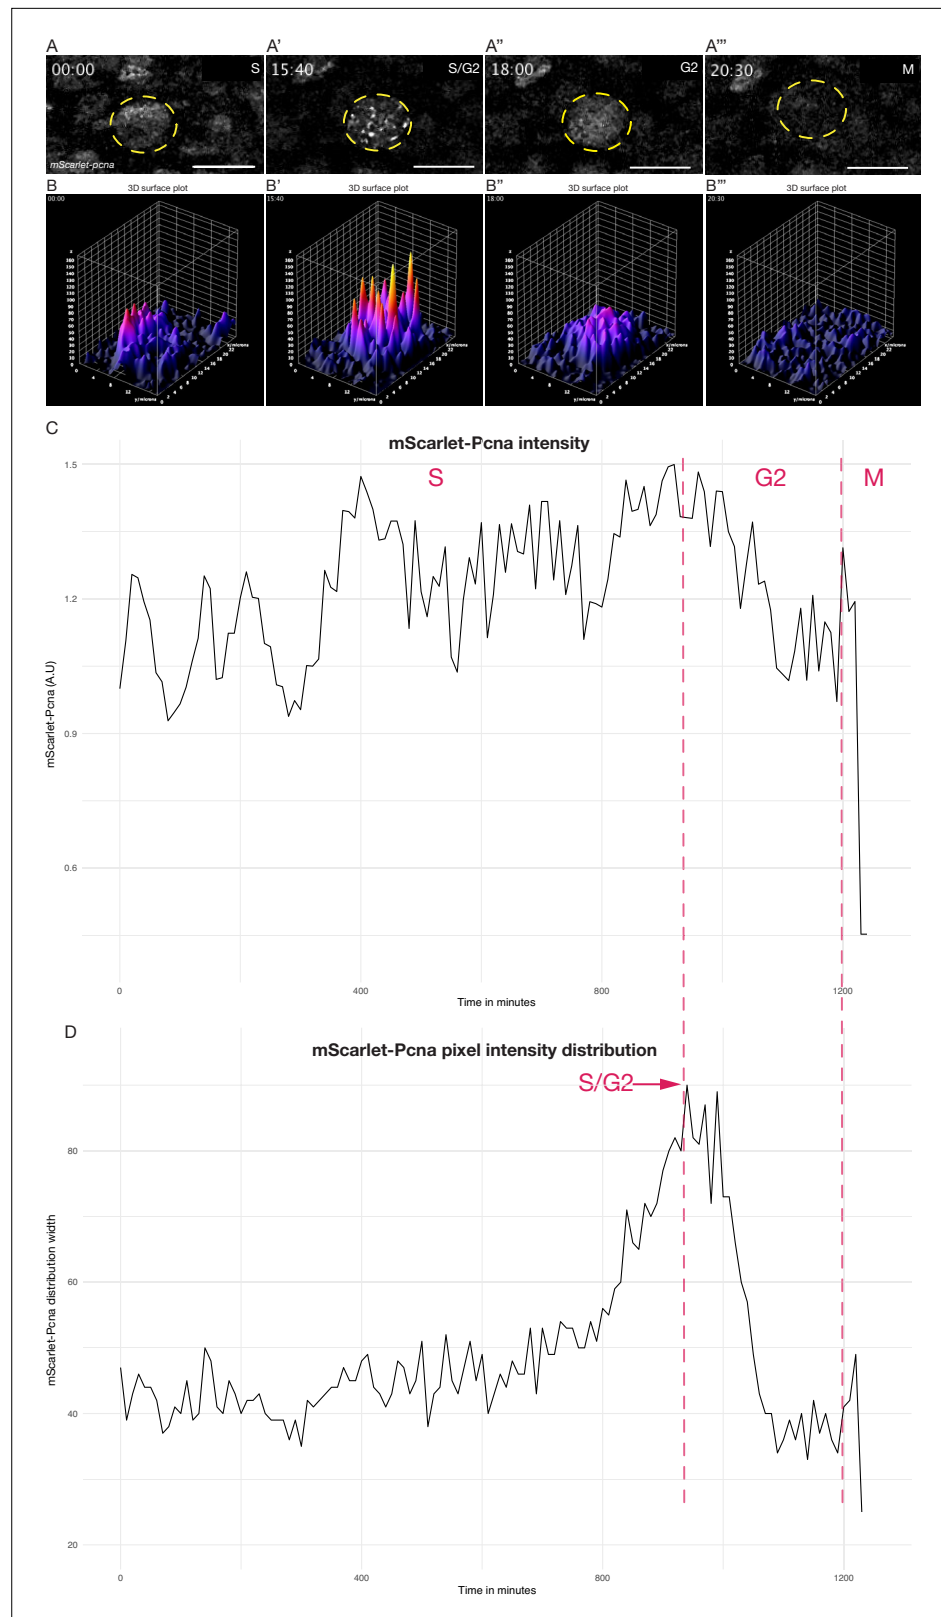 A A' A'' A'''
00:00 S 15:40 S/G2 18:00 G2 20:30 M
mScarlet-pcna
B B' B'' B'''
3D surface plot 3D surface plot 3D surface plot 3D surface plot
00:00 15:40 18:00 20:30
C
mScarlet-Pcna intensity
S G2 M
mScarlet-Pcna (A.U)
1.5
1.2
0.9
0.6
0 400 800 1200
Time in minutes
D
mScarlet-Pcna pixel intensity distribution
S/G2
mScarlet-Pcna distribution width
80
60
40
20
0 400 800 1200
Time in minutes